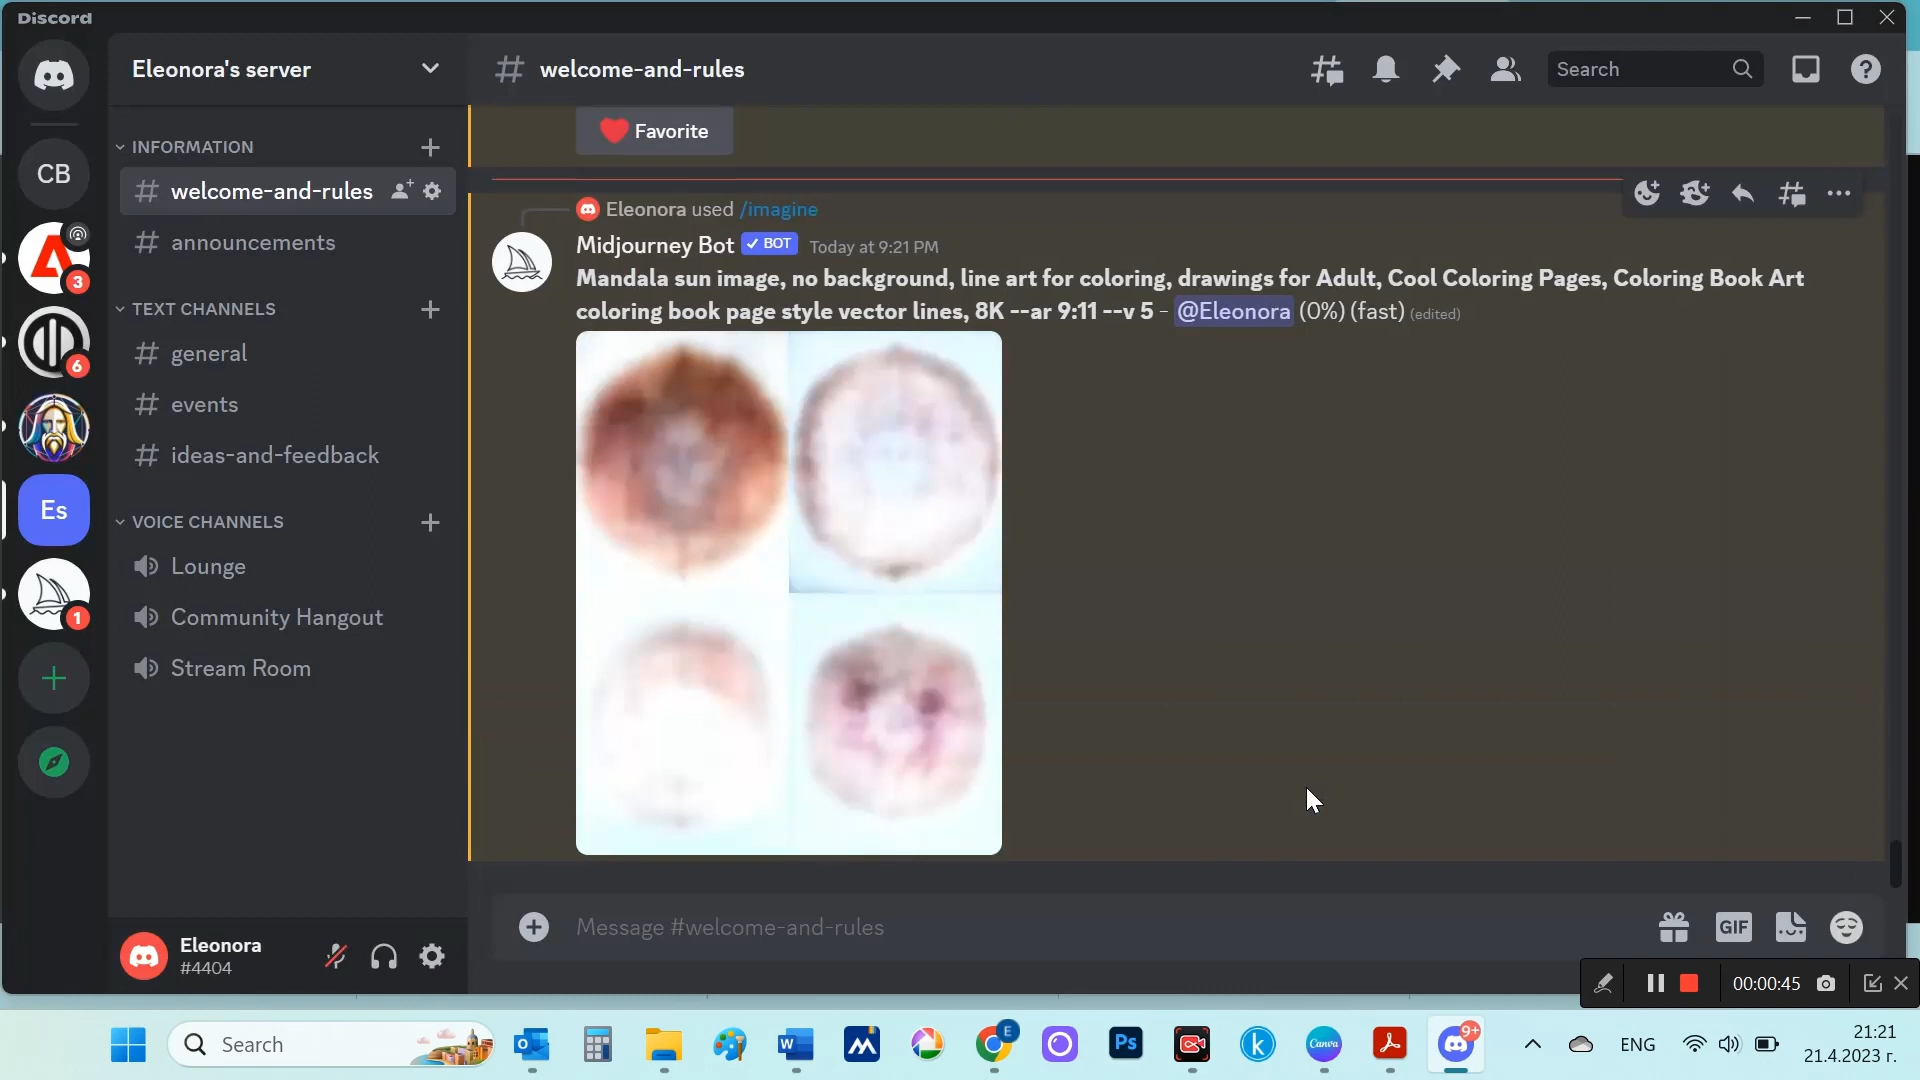 Discord
Eleonora's server
# welcome-and-rules
Search
INFORMATION
# welcome-and-rules
# announcements
TEXT CHANNELS
# general
# events
# ideas-and-feedback
VOICE CHANNELS
Lounge
Community Hangout
Stream Room
CB
3
6
Es
1
Favorite
Eleonora used /imagine
Midjourney Bot ✓ BOT Today at 9:21 PM
Mandala sun image, no background, line art for coloring, drawings for Adult, Cool Coloring Pages, Coloring Book Art
coloring book page style vector lines, 8K --ar 9:11 --v 5 - @Eleonora (0%) (fast) (edited)
Message #welcome-and-rules
GIF
Eleonora
#4404
00:00:45
Search
E
W
Ps
k
Canva
9+
ENG
21:21
21.4.2023 г.